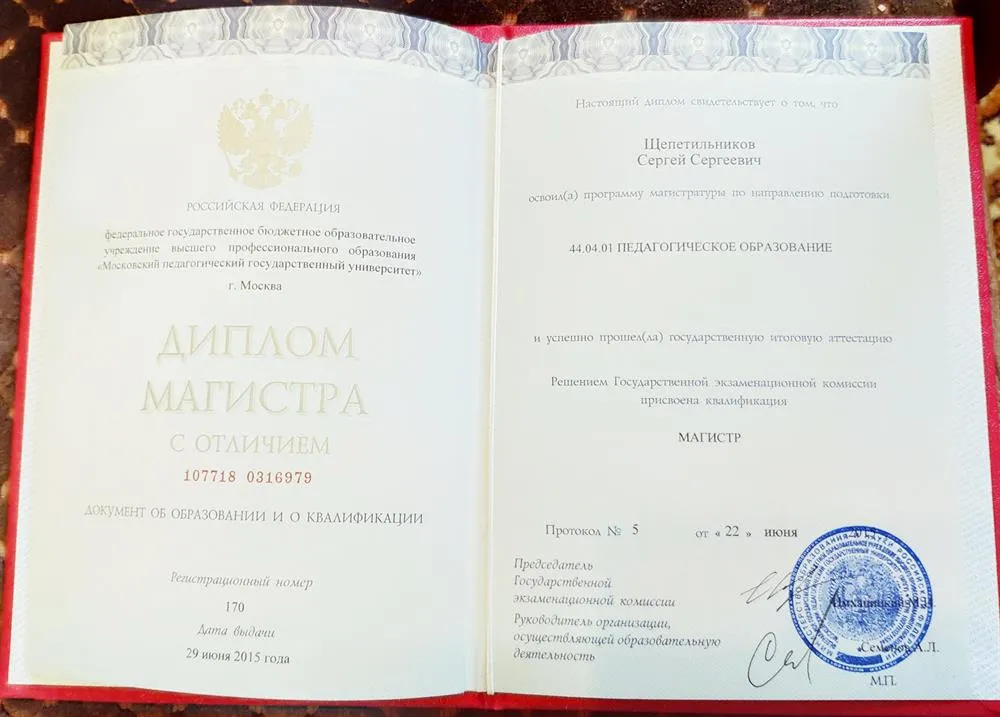 РОССИЙСКАЯ ФЕДЕРАЦИЯ
федеральное государственное бюджетное образовательное
учреждение высшего профессионального образования
«Московский педагогический государственный университет»
г. Москва
ДИПЛОМ
МАГИСТРА
С ОТЛИЧИЕМ
107718 0316979
ДОКУМЕНТ ОБ ОБРАЗОВАНИИ И О КВАЛИФИКАЦИИ
Регистрационный номер
170
Дата выдачи
29 июня 2015 года
Настоящий диплом свидетельствует о том, что
Щепетильников
Сергей Сергеевич
освоил(а) программу магистратуры по направлению подготовки
44.04.01 ПЕДАГОГИЧЕСКОЕ ОБРАЗОВАНИЕ
и успешно прошел(ла) государственную итоговую аттестацию
Решением Государственной экзаменационной комиссии
присвоена квалификация
МАГИСТР
Протокол № 5 от « 22 » июня
Председатель
Государственной
экзаменационной комиссии
Руководитель организации,
осуществляющей образовательную
деятельность
Семенов А.Л.
М.П.